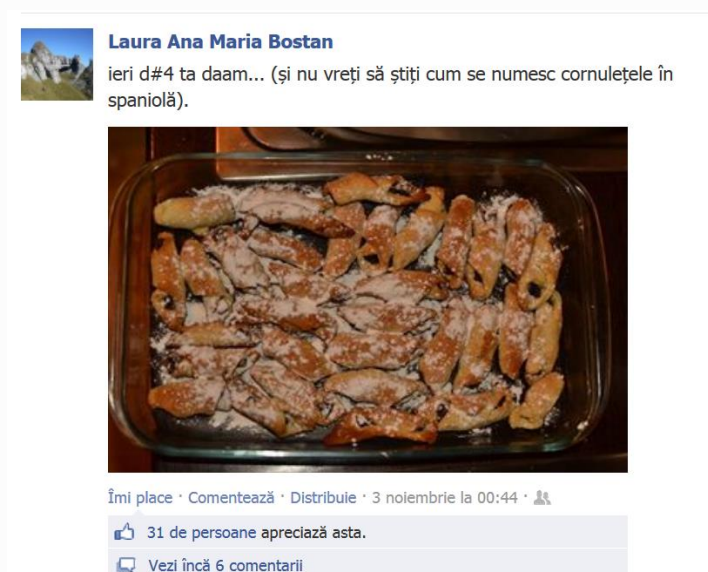 Laura Ana Maria Bostan
ieri d#4 ta daam... (și nu vreți să știți cum se numesc cornulețele în
spaniolă).
Îmi place · Comentează · Distribuie · 3 noiembrie la 00:44 ·
31 de persoane apreciază asta.
Vezi încă 6 comentarii